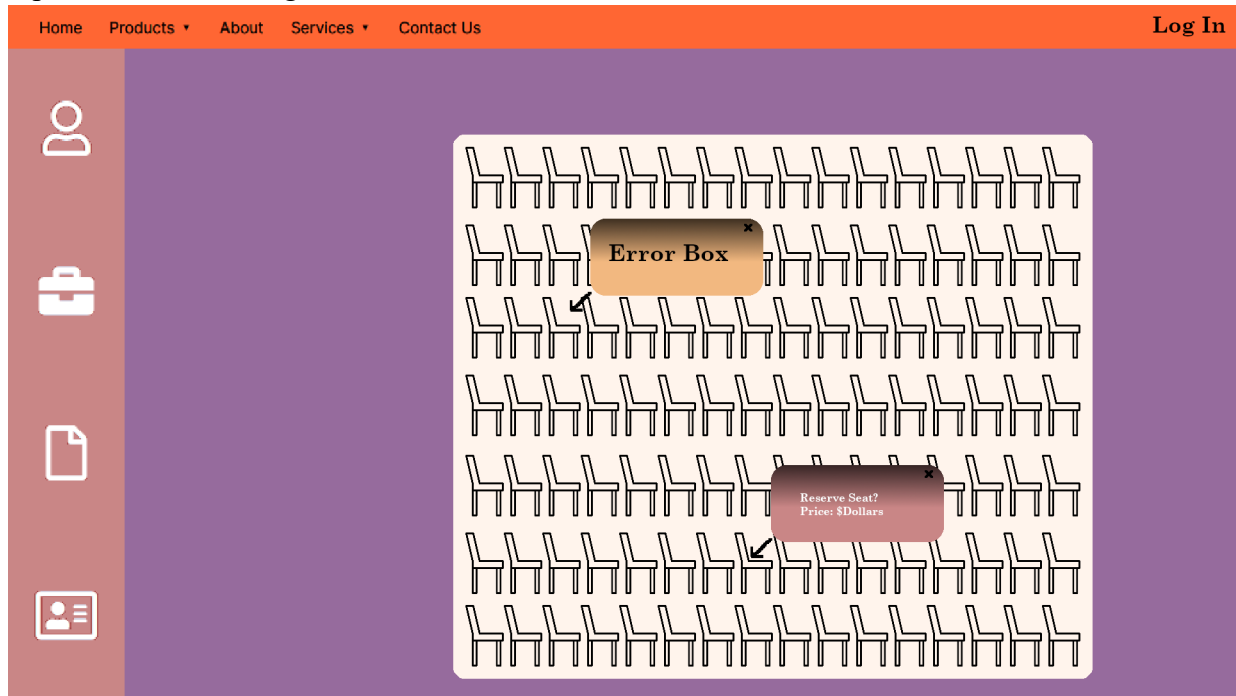 Home Products ▾ About Services ▾ Contact Us Log In
Error Box
Reserve Seat?
Price: $Dollars